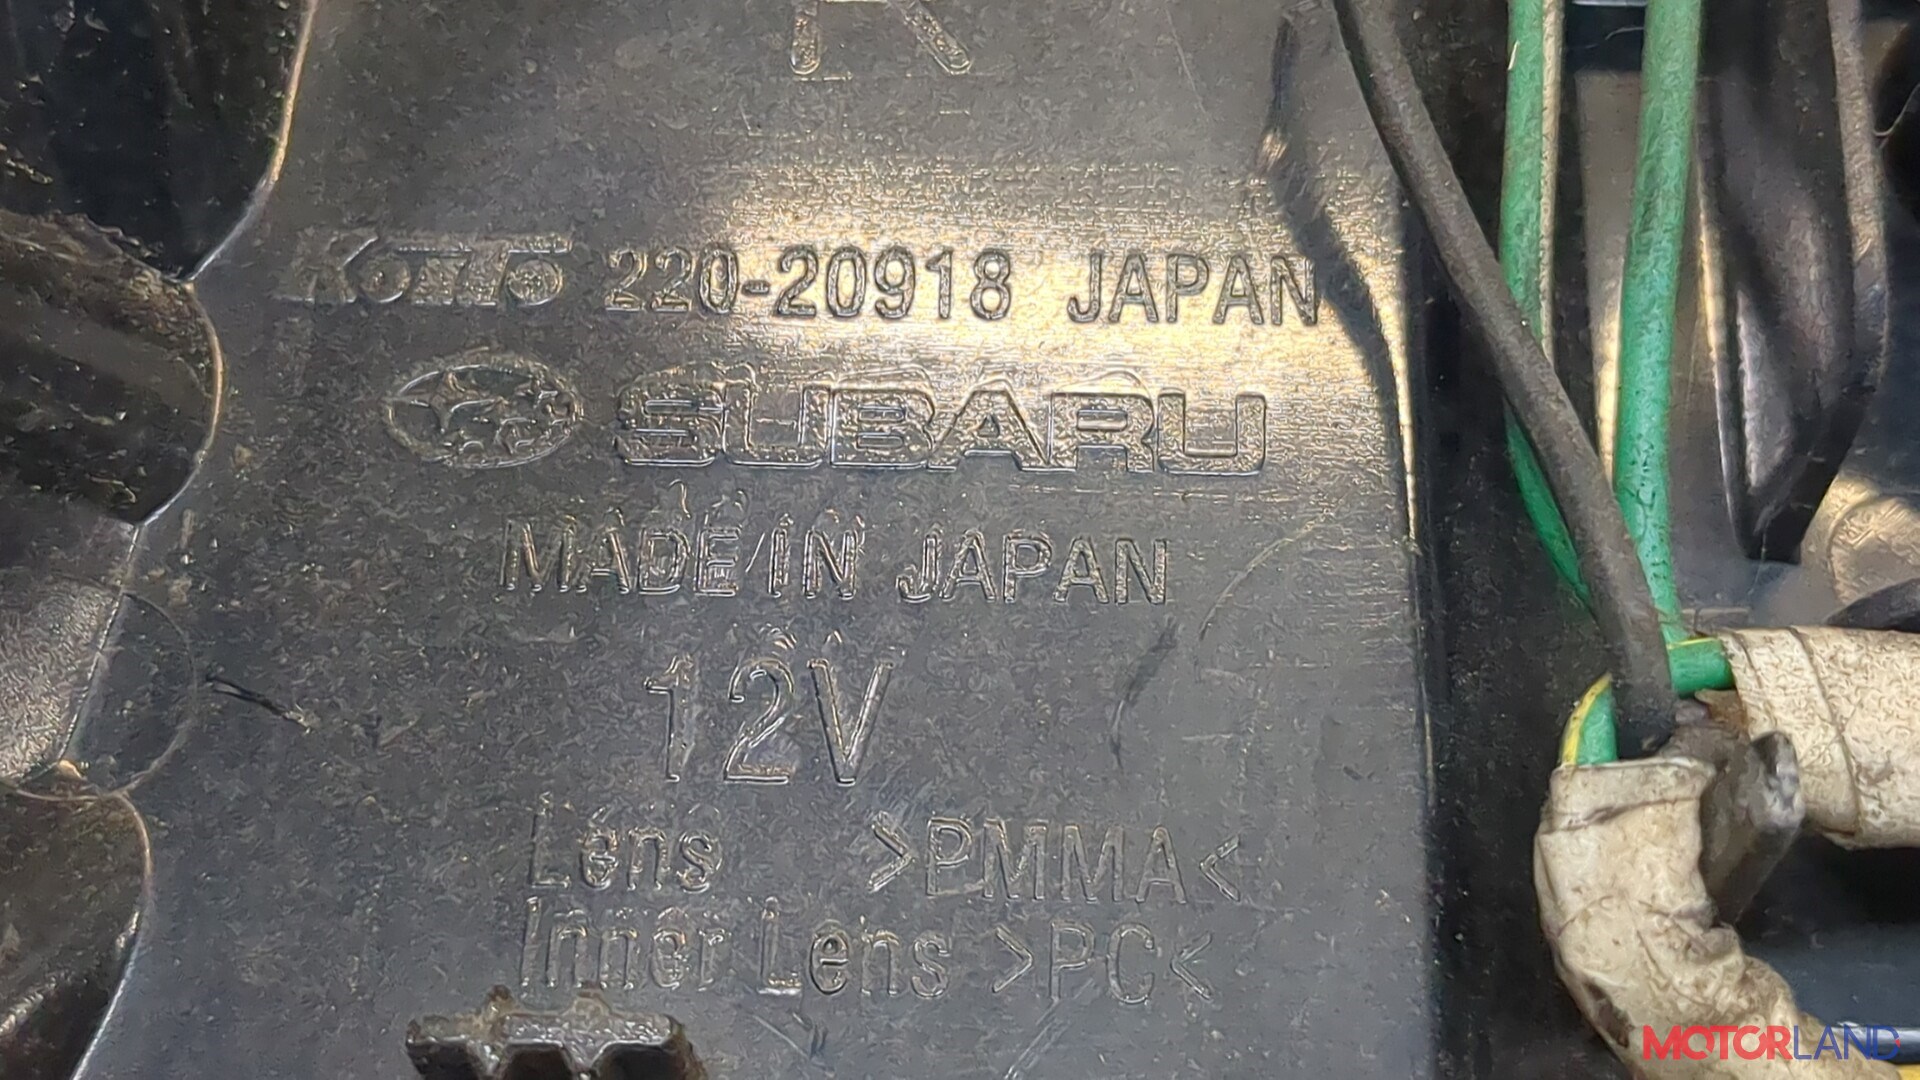 R
KOITO 220-20918 JAPAN
SUBARU
MADE IN JAPAN
12V
Lens >PMMA<
Inner Lens >PC<
MOTORLAND